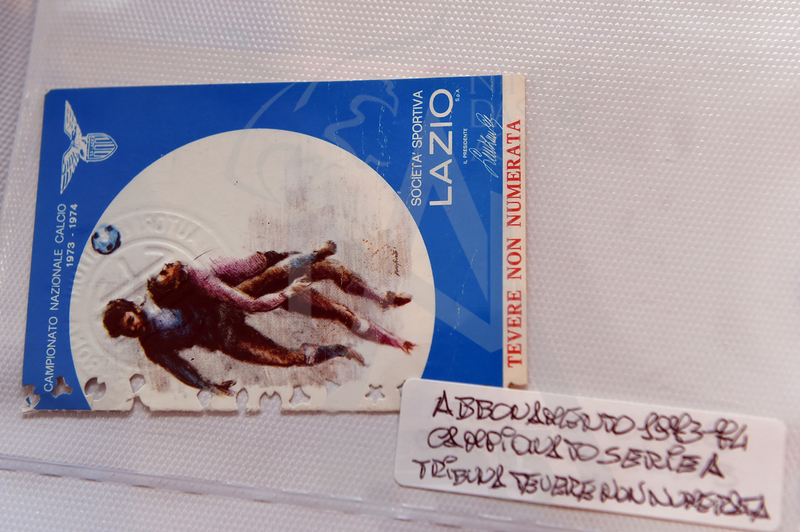 CAMPIONATO NAZIONALE CALCIO
1973 - 1974
SOCIETA' SPORTIVA
LAZIO S.p.A.
IL PRESIDENTE
TEVERE NON NUMERATA
ABBONAMENTO 1973-74
CAMPIONATO SERIE A
TRIBUNA TEVERE NON NUMERATA